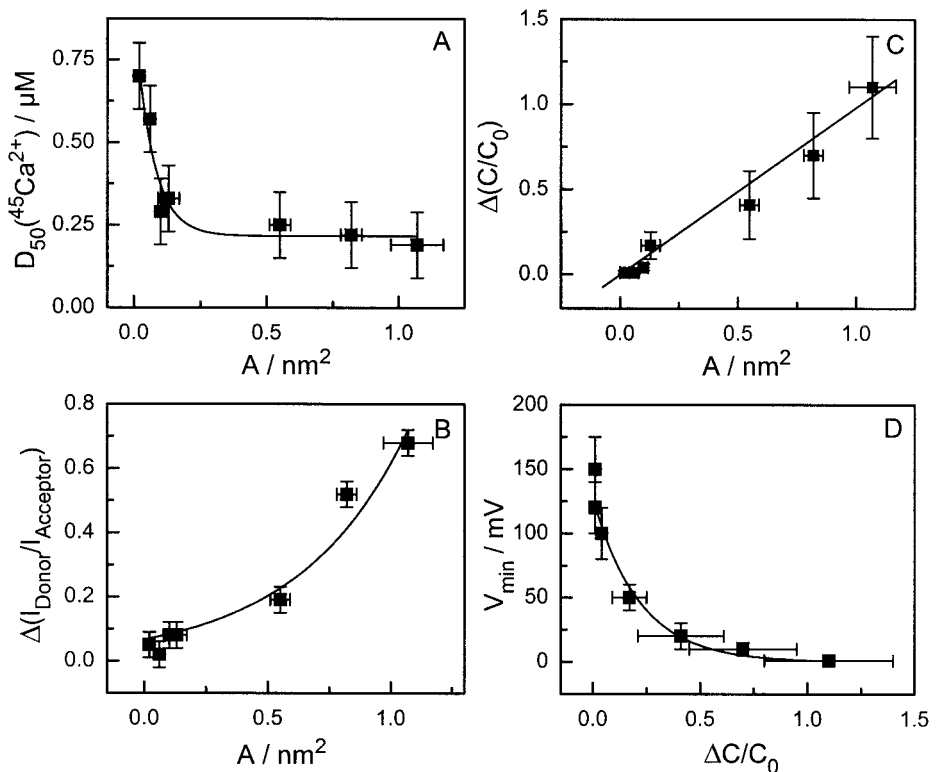 A
D₅₀(⁴⁵Ca²⁺) / µM
0.75
0.50
0.25
0.00
0.0 0.5 1.0
A / nm²
C
Δ(C/C₀)
1.5
1.0
0.5
0.0
0.0 0.5 1.0
A / nm²
B
Δ(I_Donor/I_Acceptor)
0.8
0.6
0.4
0.2
0.0
0.0 0.5 1.0
A / nm²
D
V_min / mV
200
150
100
50
0
0.0 0.5 1.0 1.5
ΔC/C₀